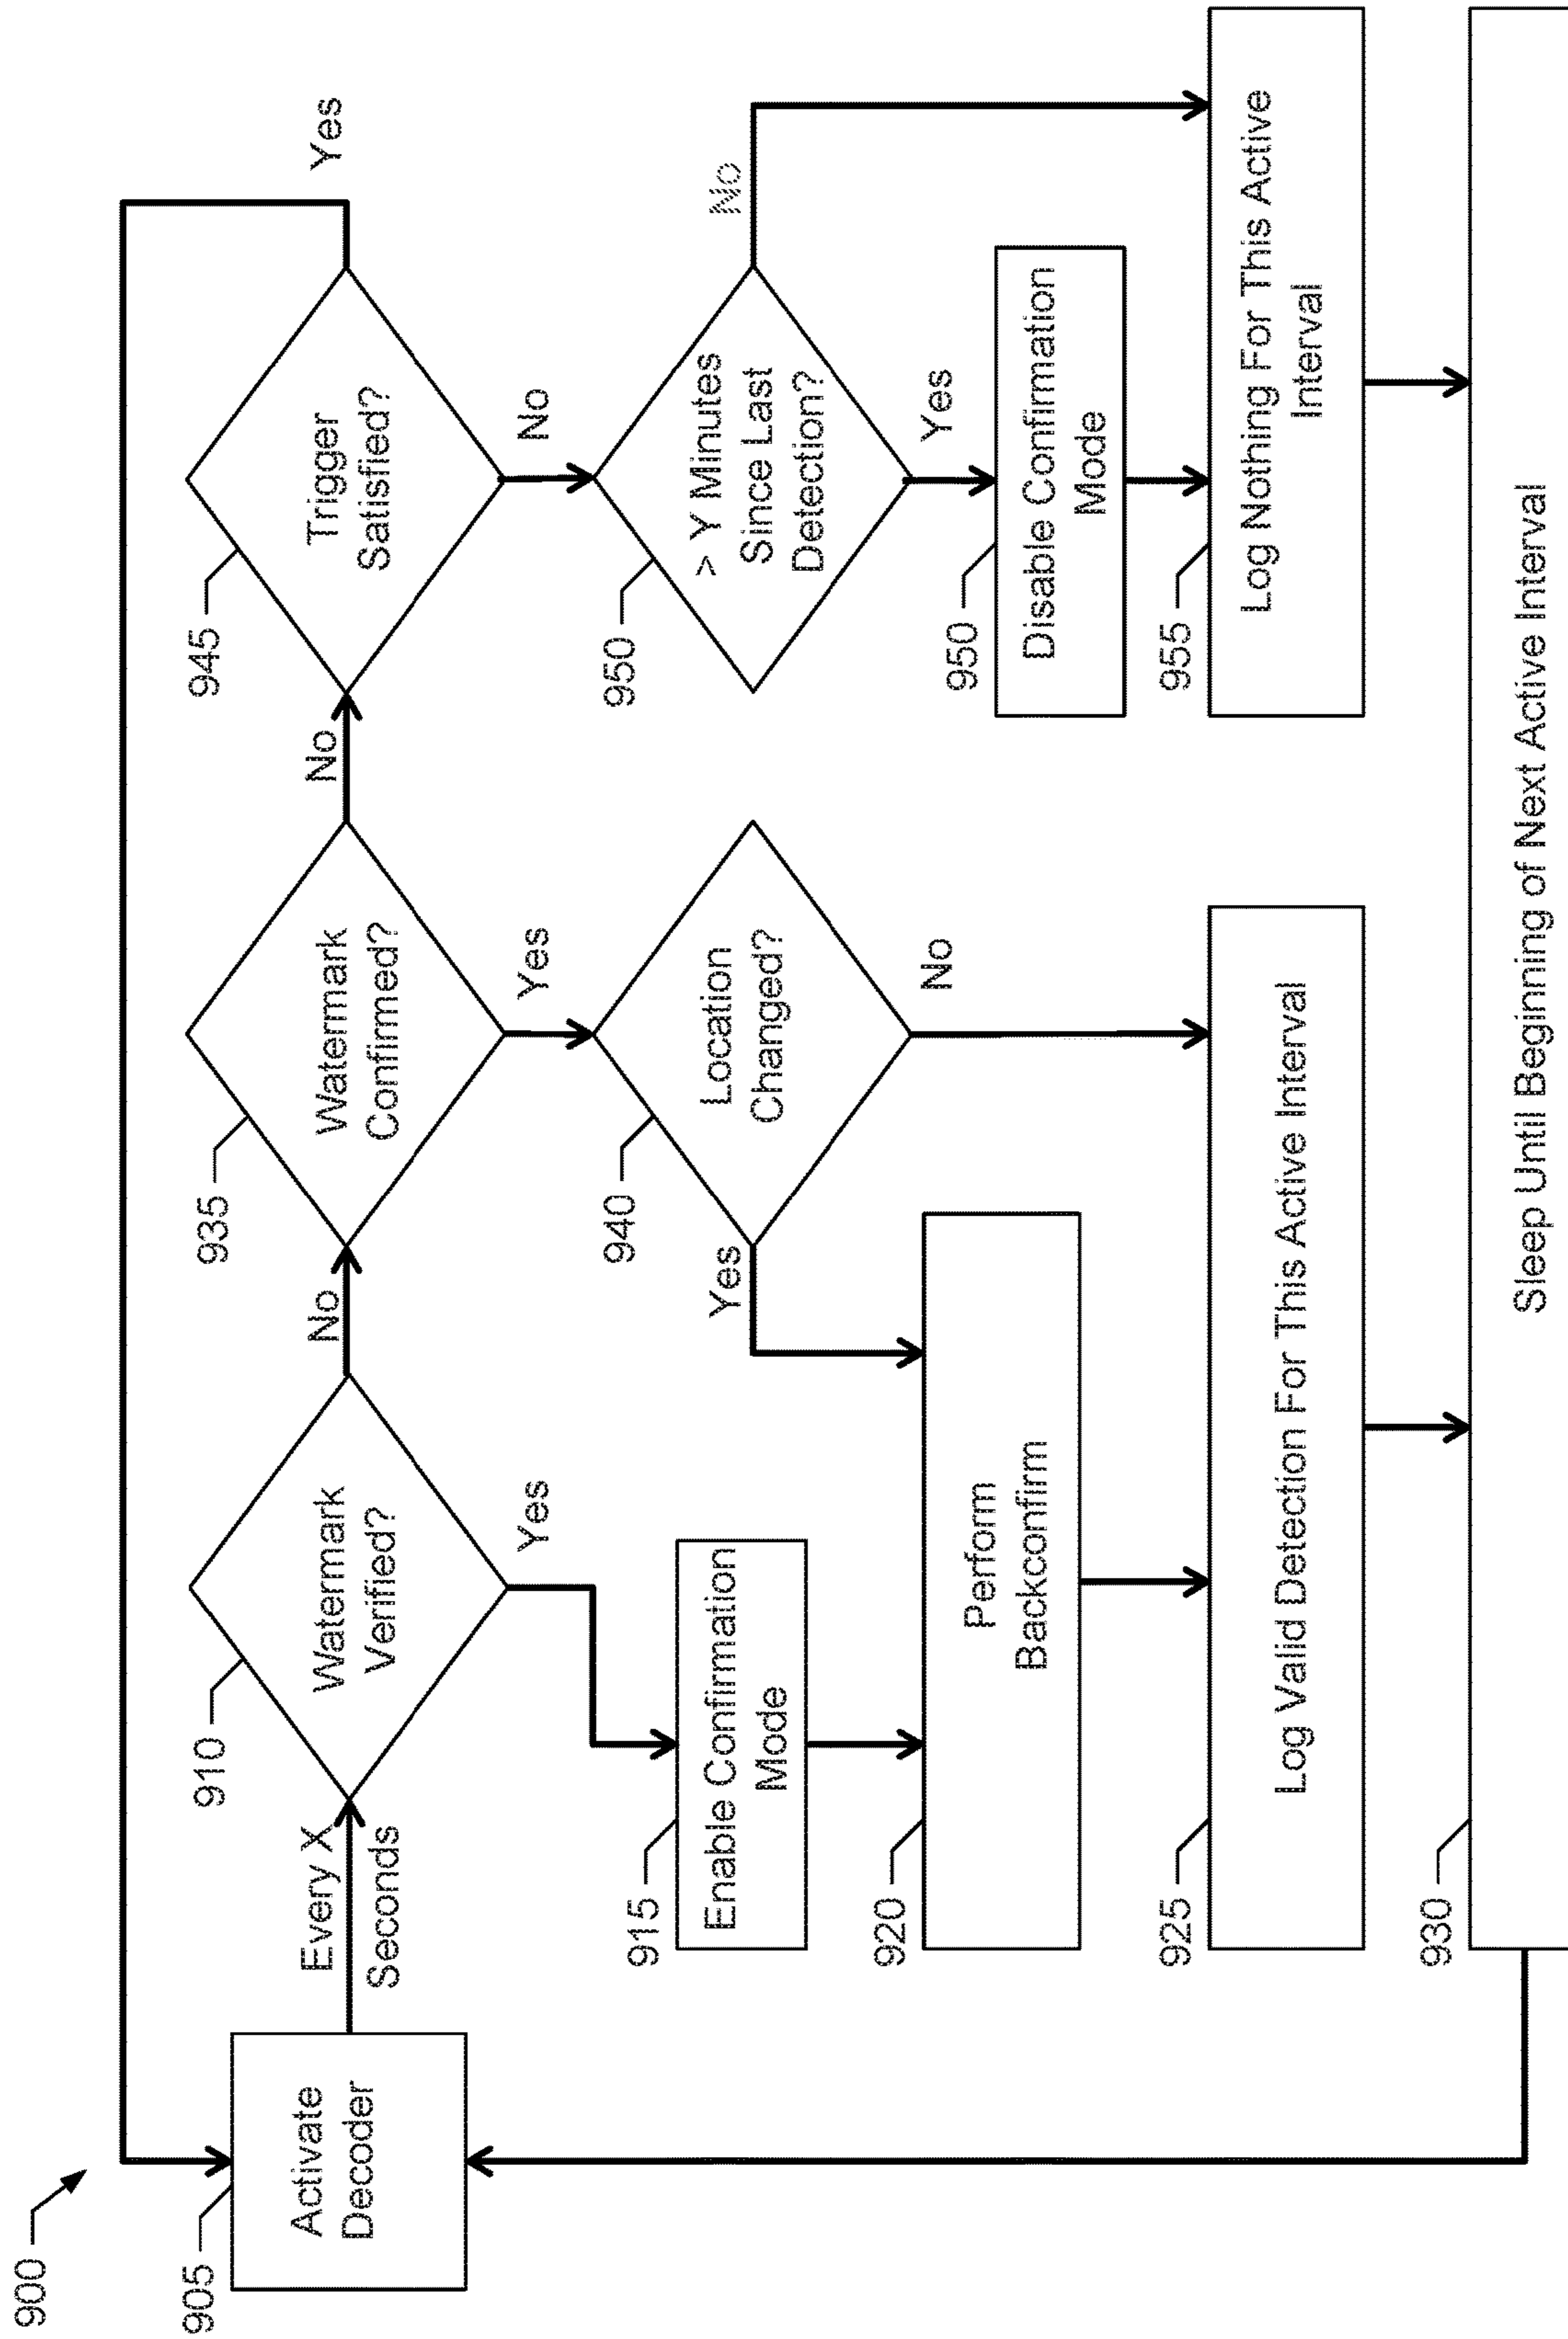 900
905
Activate
Decoder
Every X
Seconds
910
Watermark
Verified?
No
Yes
935
Watermark
Confirmed?
No
Yes
945
Trigger
Satisfied?
Yes
No
915
Enable Confirmation
Mode
940
Location
Changed?
Yes
No
950
> Y Minutes
Since Last
Detection?
No
Yes
920
Perform
Backconfirm
950
Disable Confirmation
Mode
925
Log Valid Detection For This Active Interval
955
Log Nothing For This Active
Interval
930
Sleep Until Beginning of Next Active Interval